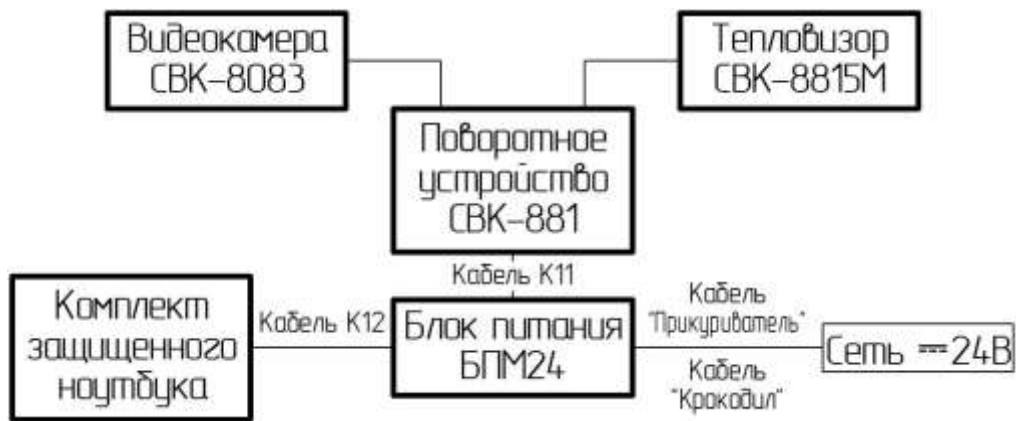 Видеокамера
СВК-8083
Тепловизор
СВК-8815М
Поворотное
устройство
СВК-881
Кабель К11
Комплект
защищенного
ноутбука
Кабель К12
Блок питания
БПМ24
Кабель
"Прикуриватель"
Кабель
"Крокодил"
Сеть ⎓24В